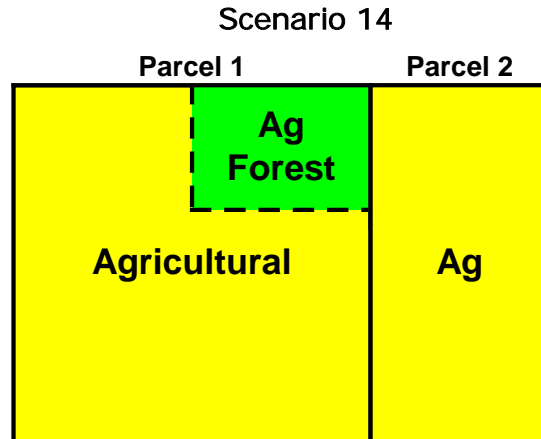 Scenario 14
Parcel 1
Parcel 2
Ag
Forest
Agricultural
Ag